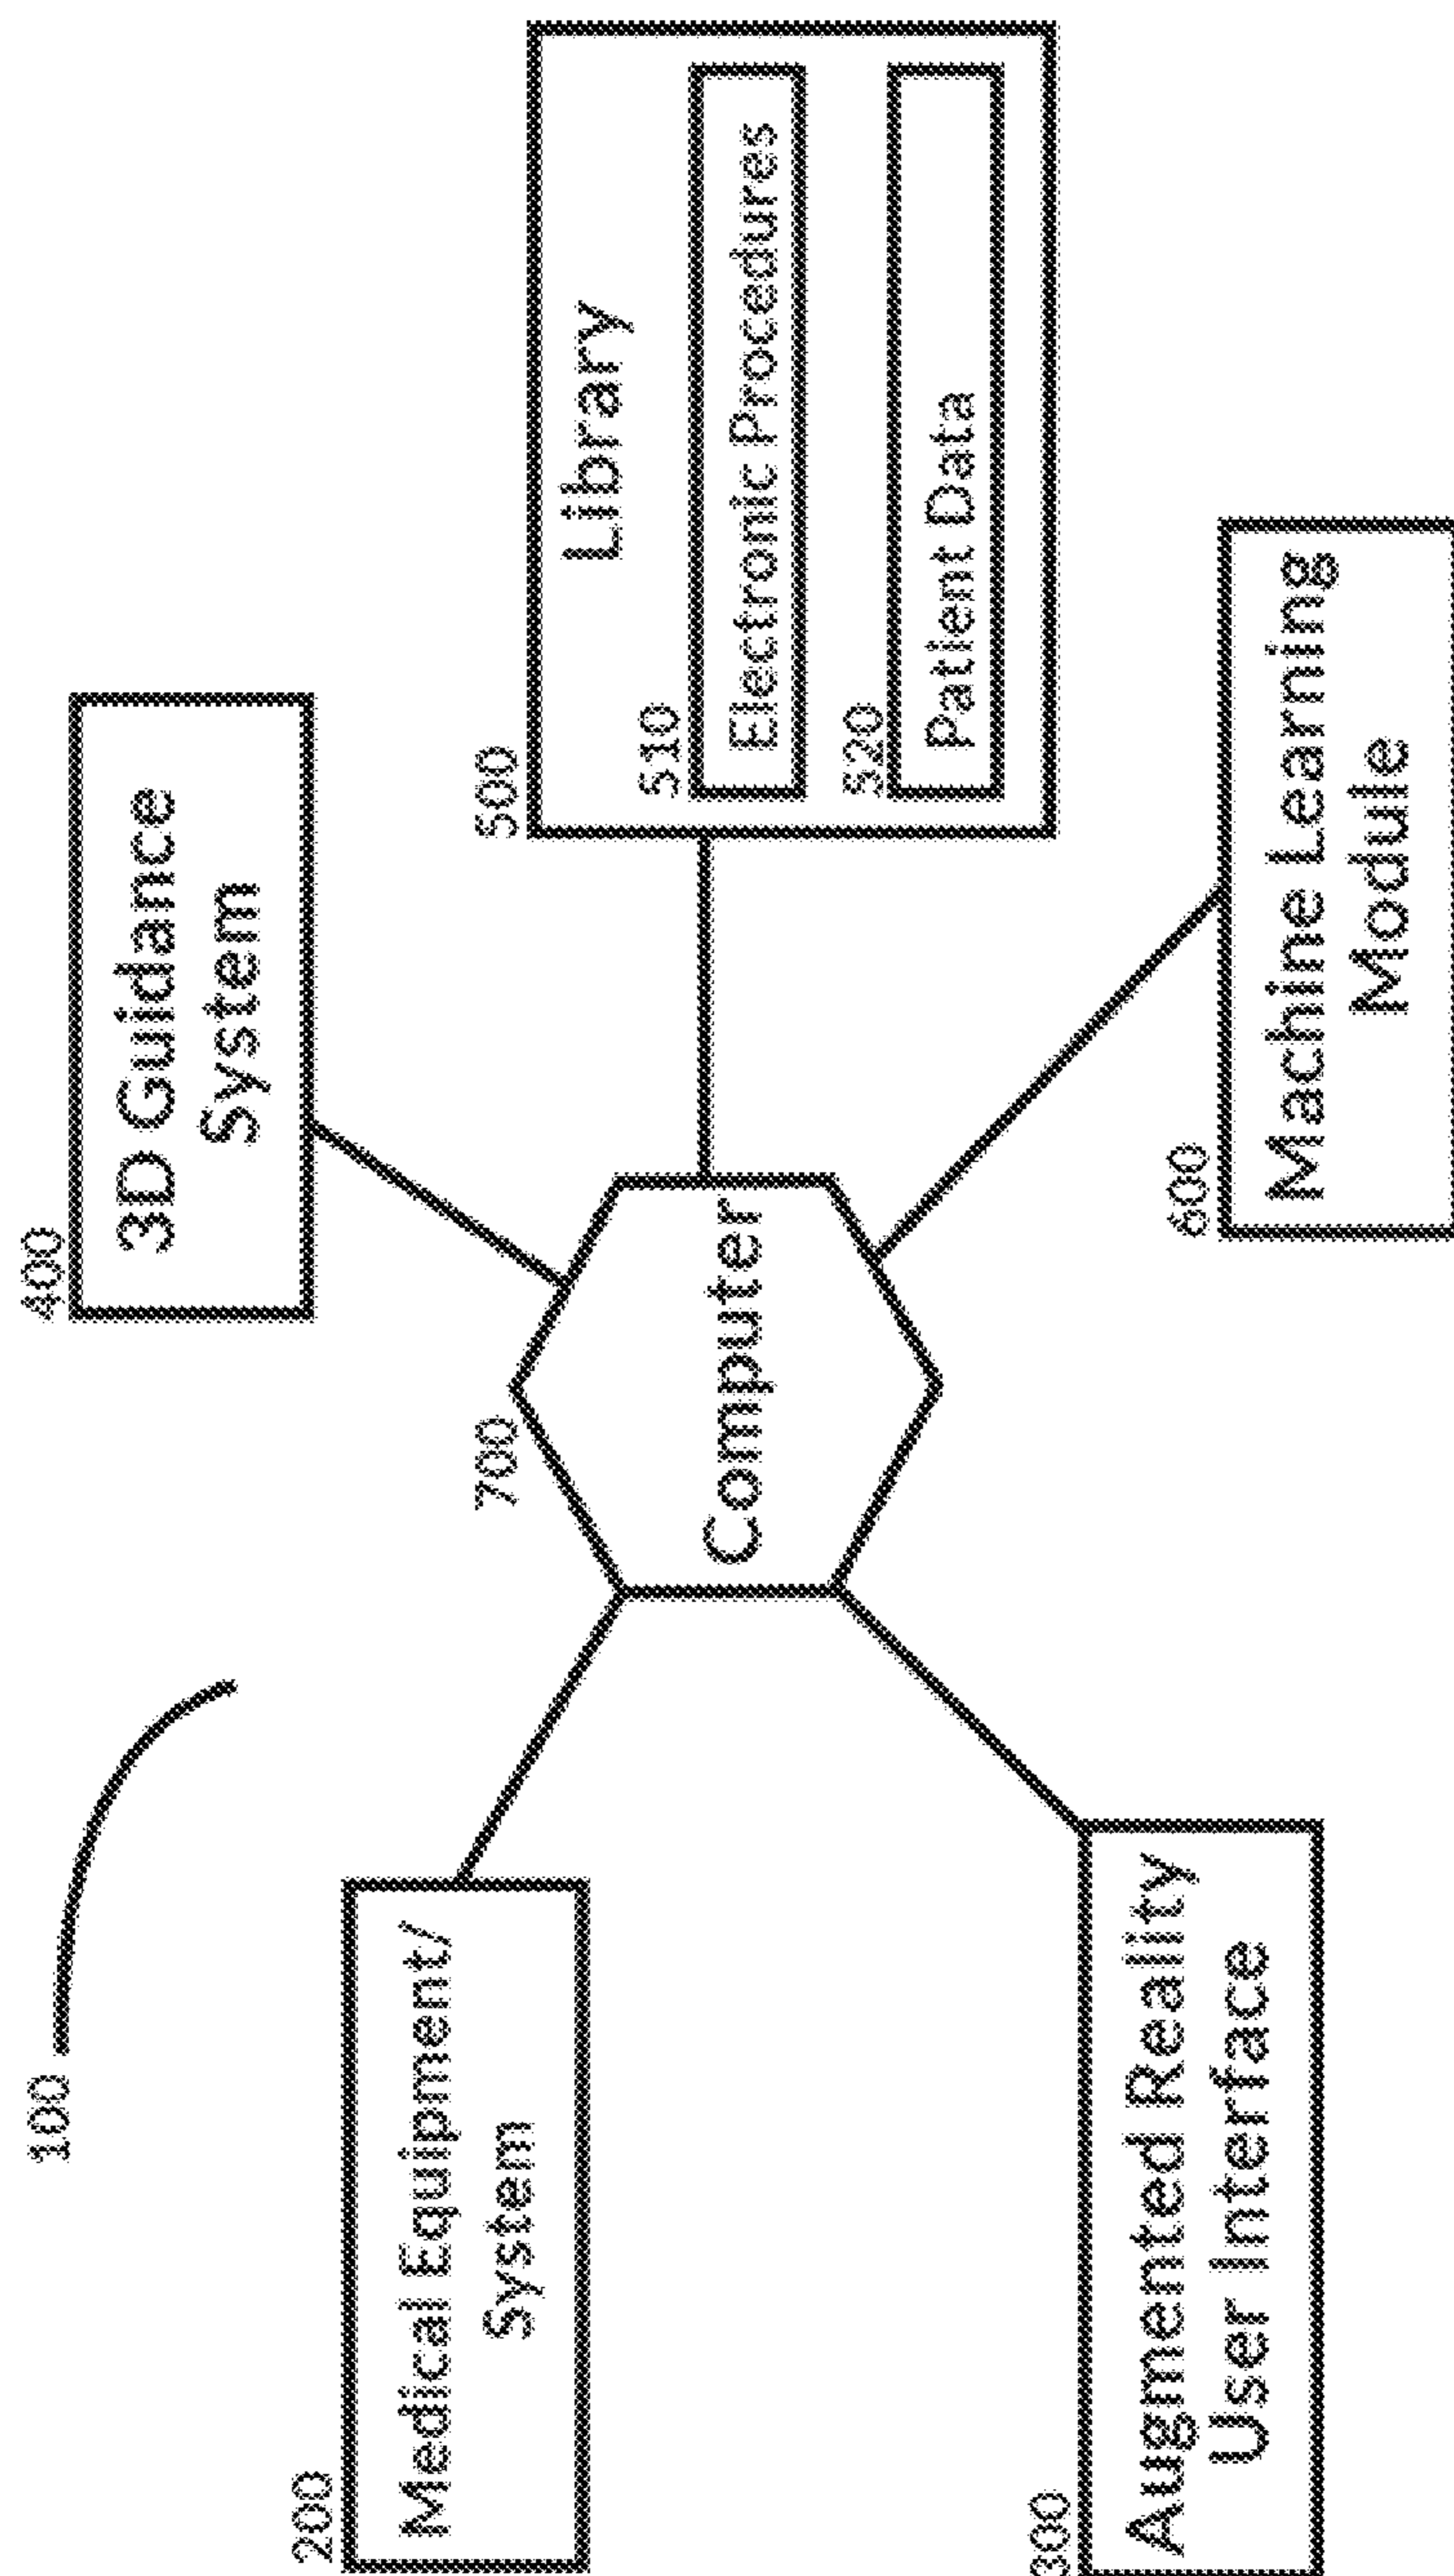 100
200
Medical Equipment/
System
300
Augmented Reality
User Interface
700
Computer
400
3D Guidance
System
500
Library
510
Electronic Procedures
520
Patient Data
600
Machine Learning
Module